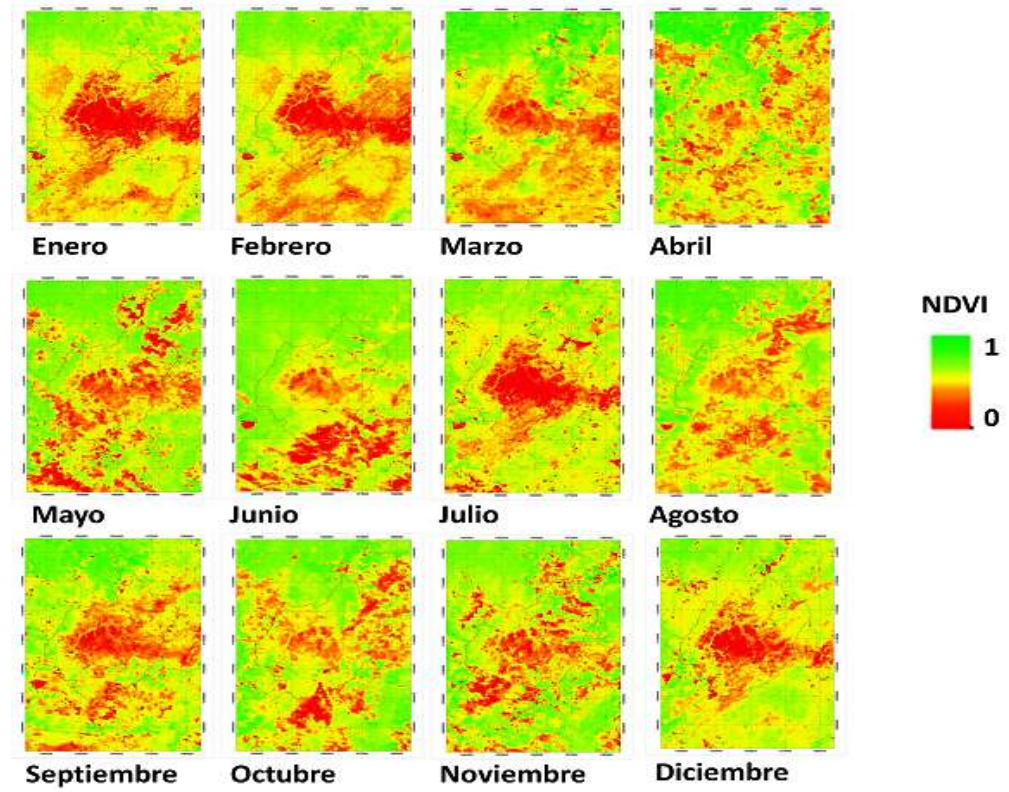 Enero Febrero Marzo Abril
NDVI
1
0
Mayo Junio Julio Agosto
Septiembre Octubre Noviembre Diciembre